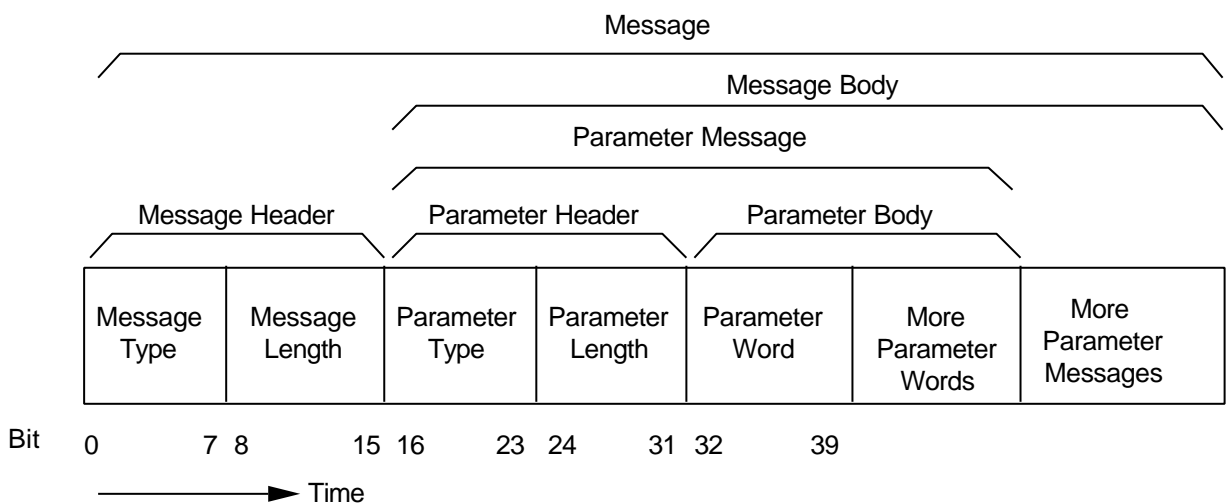 Message
Message Body
Parameter Message
Message Header
Parameter Header
Parameter Body
Message
Type
Message
Length
Parameter
Type
Parameter
Length
Parameter
Word
More
Parameter
Words
More
Parameter
Messages
Bit 0 7 8 15 16 23 24 31 32 39
Time